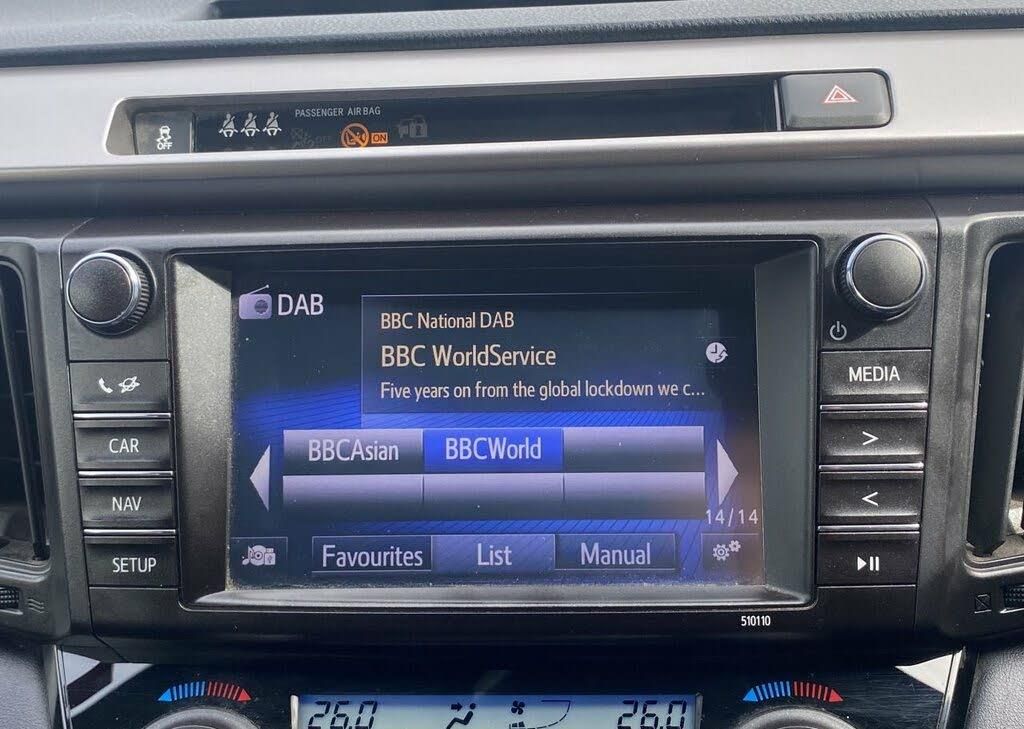 PASSENGER AIR BAG
OFF
ON
DAB
BBC National DAB
BBC WorldService
Five years on from the global lockdown we c...
MEDIA
CAR
BBCAsian
BBCWorld
>
NAV
<
14/14
SETUP
Favourites
List
Manual
510110
26.0
26.0